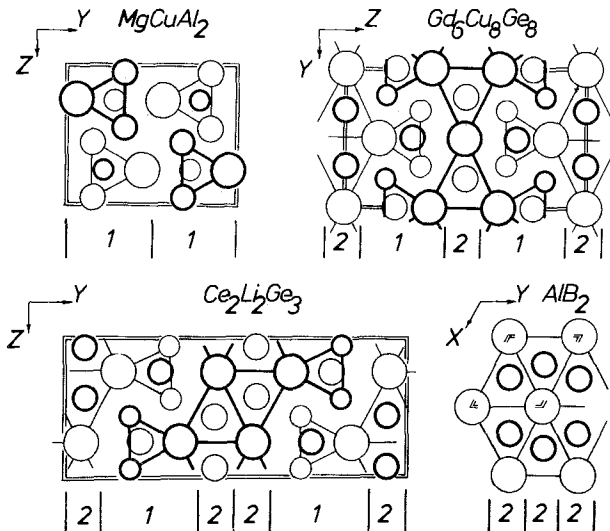 Y MgCuAl2
Z
1 1
Z Gd6Cu8Ge8
Y
2 1 2 1 2
Y Ce2Li2Ge3
Z
2 1 2 2 1 2
Y AlB2
X
2 2 2